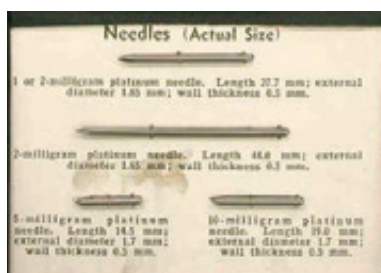 Needles (Actual Size)
1 or 2-milligram platinum needle. Length 27.7 mm; external
diameter 1.65 mm; wall thickness 0.5 mm.
2-milligram platinum needle. Length 44.0 mm; external
diameter 1.65 mm; wall thickness 0.5 mm.
5-milligram platinum
needle. Length 14.5 mm;
external diameter 1.7 mm;
wall thickness 0.5 mm.
10-milligram platinum
needle. Length 19.0 mm;
external diameter 1.7 mm;
wall thickness 0.5 mm.